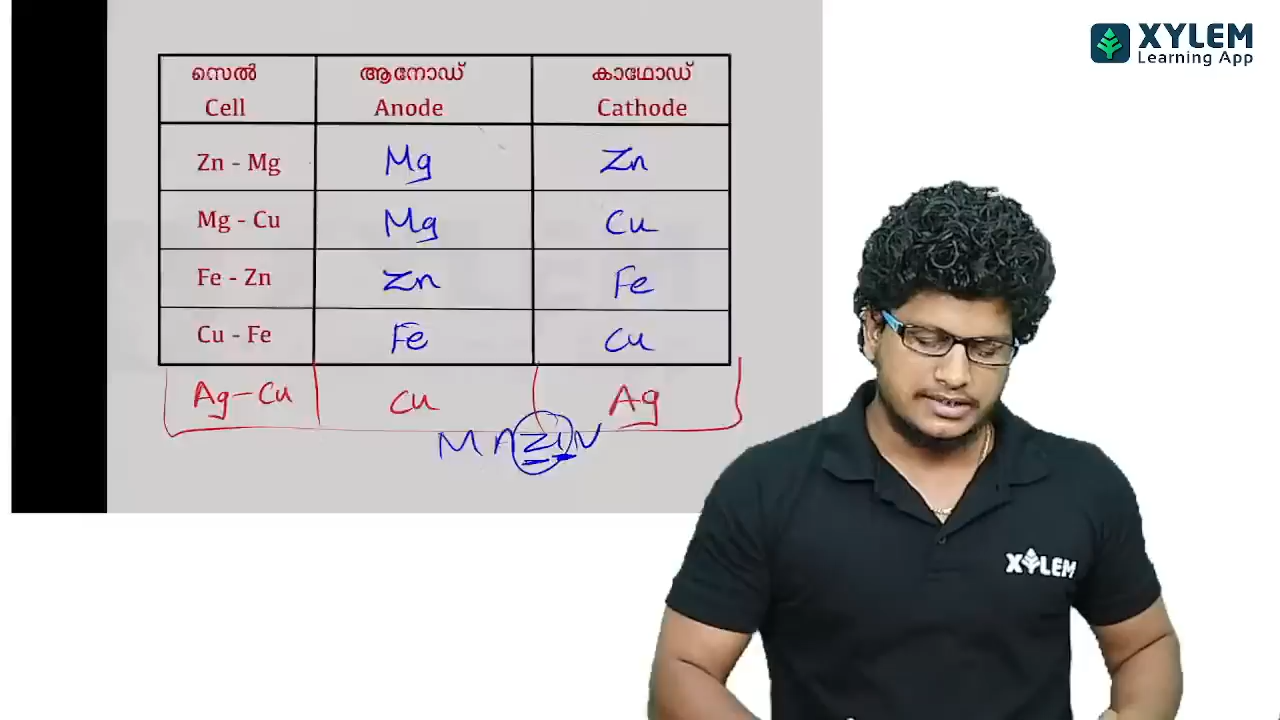 XYLEM
Learning App
സെൽ ആനോഡ് കാഥോഡ്
Cell Anode Cathode
Zn - Mg Mg Zn
Mg - Cu Mg Cu
Fe - Zn Zn Fe
Cu - Fe Fe Cu
Ag - Cu Cu Ag
XYLEM